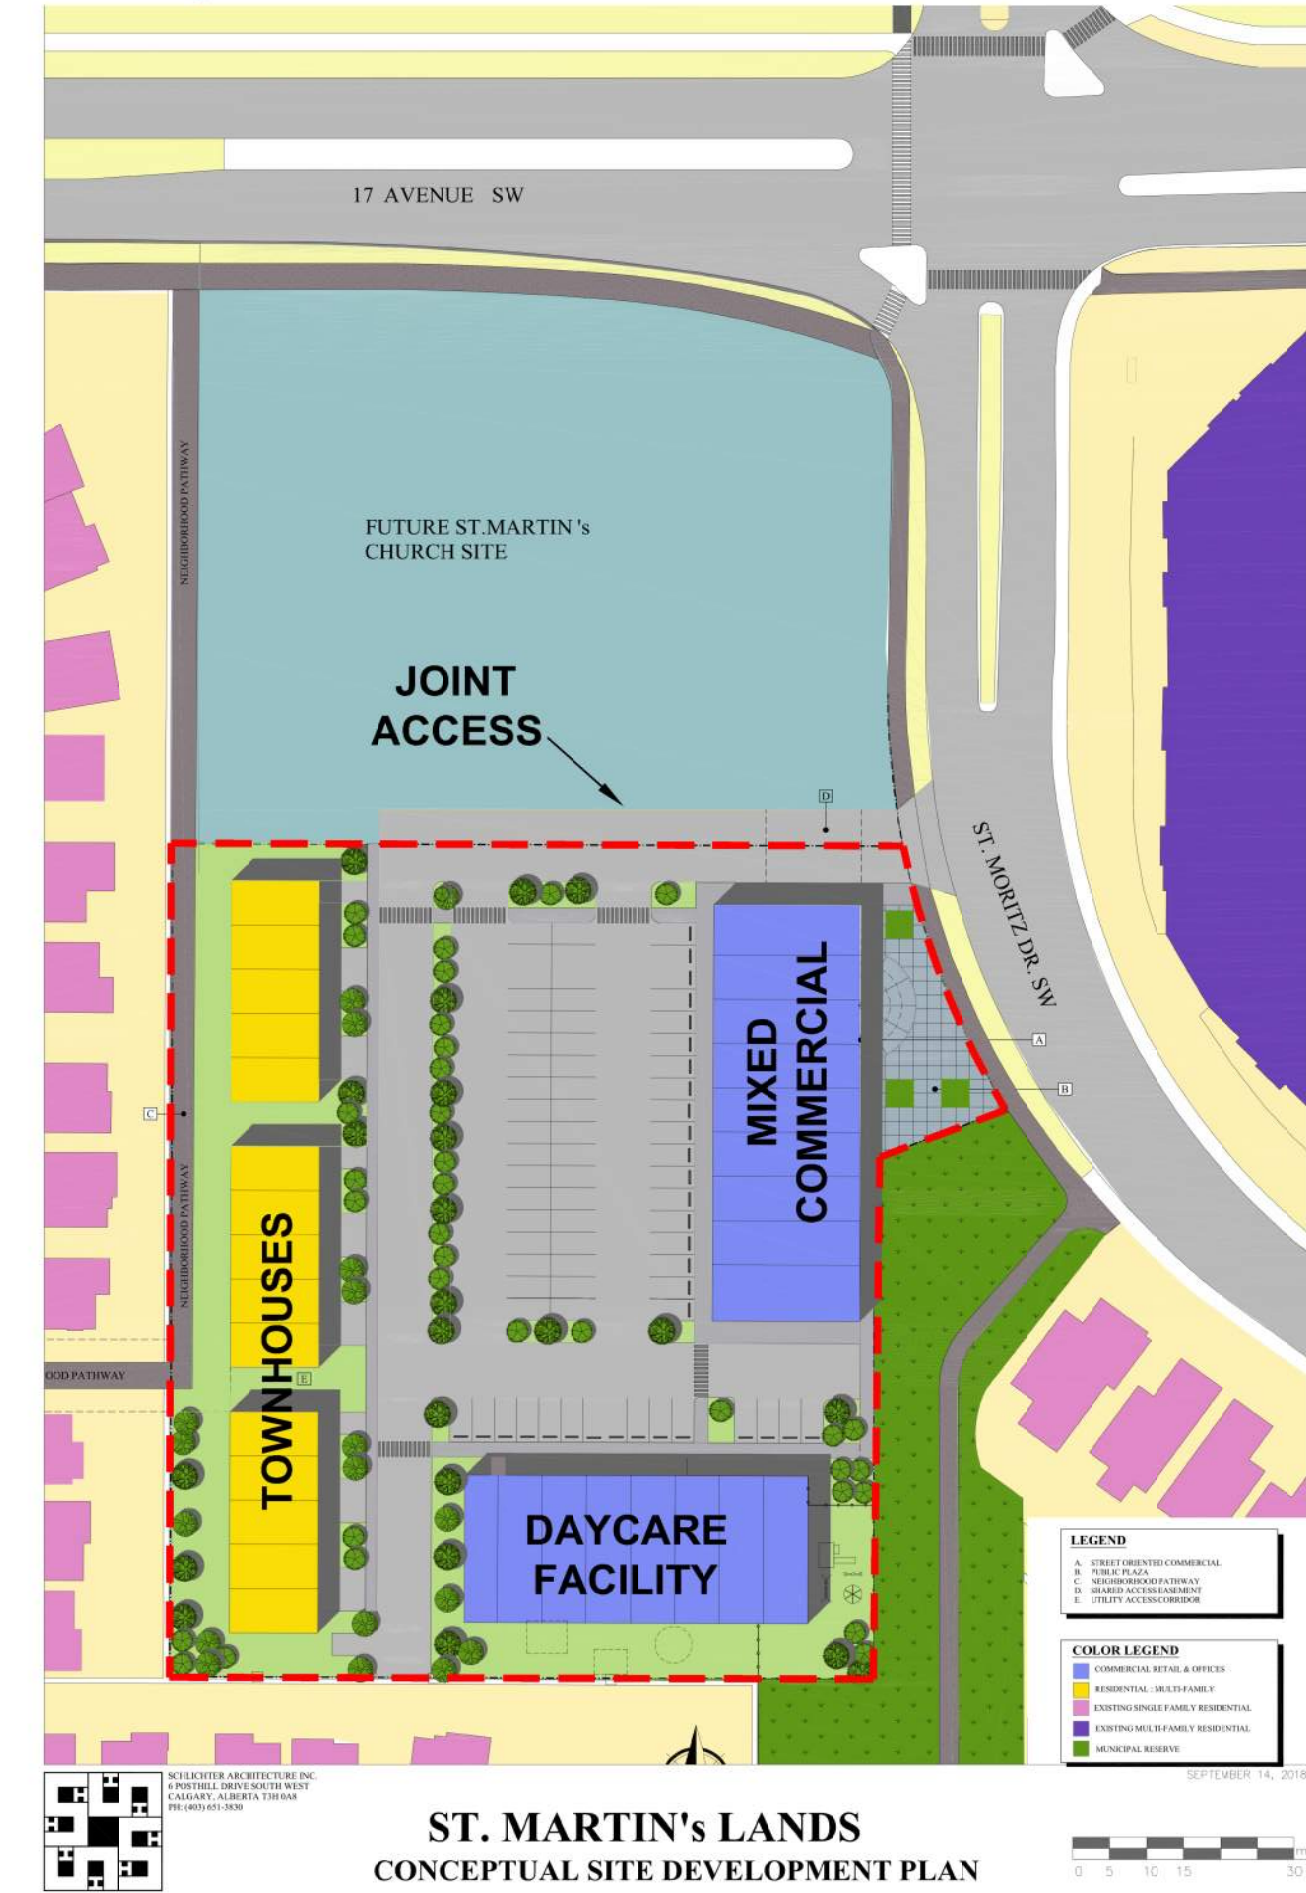 17 AVENUE SW
NEIGHBORHOOD PATHWAY
FUTURE ST.MARTIN's
CHURCH SITE
JOINT
ACCESS
D
ST. MORITZ DR. SW
MIXED
COMMERCIAL
A
B
C
NEIGHBORHOOD PATHWAY
TOWNHOUSES
E
OOD PATHWAY
DAYCARE
FACILITY
LEGEND
A. STREET ORIENTED COMMERCIAL
B. PUBLIC PLAZA
C. NEIGHBORHOOD PATHWAY
D. SHARED ACCESS EASEMENT
E. UTILITY ACCESS CORRIDOR
COLOR LEGEND
COMMERCIAL RETAIL & OFFICES
RESIDENTIAL : MULTI-FAMILY
EXISTING SINGLE FAMILY RESIDENTIAL
EXISTING MULTI-FAMILY RESIDENTIAL
MUNICIPAL RESERVE
SEPTEMBER 14, 2018
SCHLICHTER ARCHITECTURE INC.
6 POSTHILL DRIVE SOUTH WEST
CALGARY, ALBERTA T3H 0A8
PH: (403) 651-3830
ST. MARTIN's LANDS
CONCEPTUAL SITE DEVELOPMENT PLAN
m
0 5 10 15 30